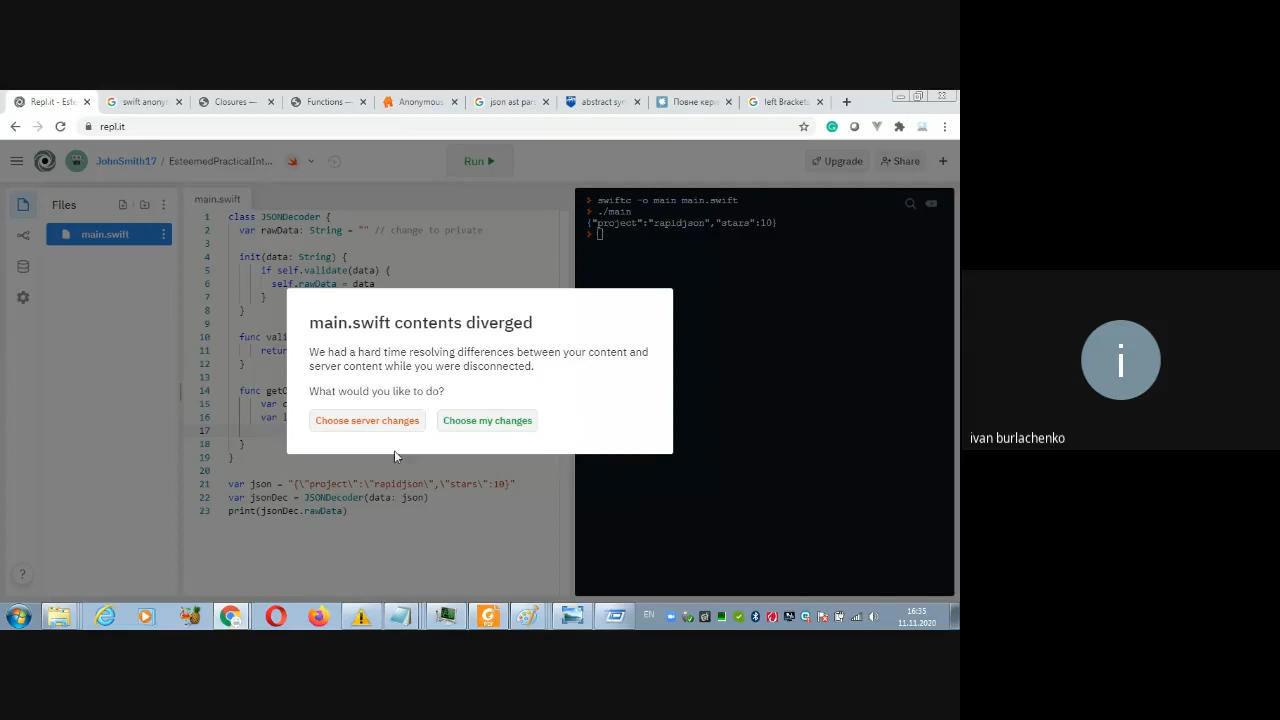 Repl.it - Este
swift anony
Closures —
Functions —
Anonymous
json ast par
abstract syn
Повне кері
left Brackets
repl.it
JohnSmith17 / EsteemedPracticalInt...
Run
Upgrade
Share
Files
main.swift
main.swift
1 class JSONDecoder {
2 var rawData: String = "" // change to private
3
4 init(data: String) {
5 if self.validate(data) {
6 self.rawData = data
7 }
8 }
9
10 func vali
11 retur
12 }
13
14 func getC
15 var c
16 var l
17
18 }
19 }
20
21 var json = "{\"project\":\"rapidjson\",\"stars\":10}"
22 var jsonDec = JSONDecoder(data: json)
23 print(jsonDec.rawData)
> swiftc -o main main.swift
> ./main
{"project":"rapidjson","stars":10}
>
main.swift contents diverged
We had a hard time resolving differences between your content and
server content while you were disconnected.
What would you like to do?
Choose server changes
Choose my changes
?
i
ivan burlachenko
PDF
EN
16:35
11.11.2020